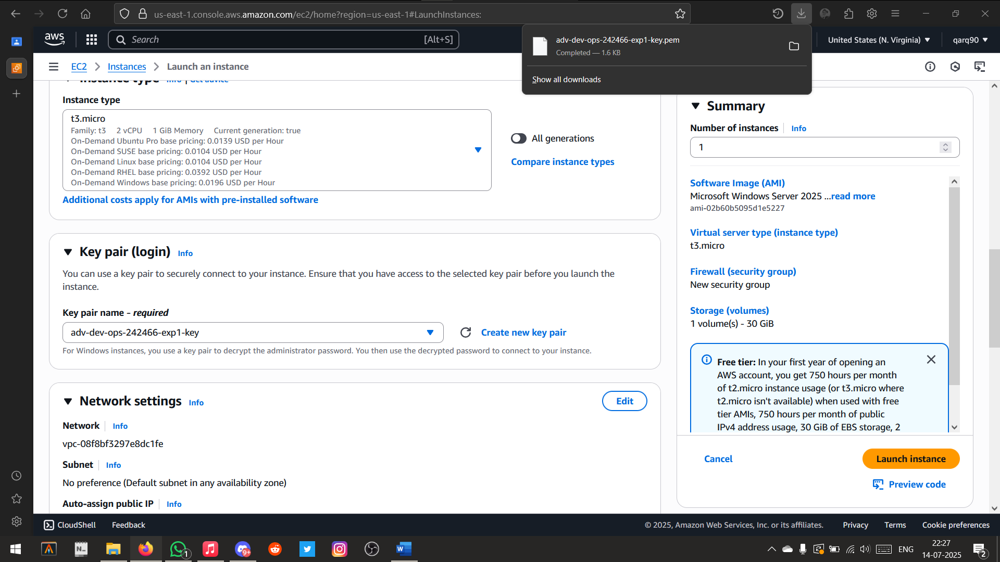 us-east-1.console.aws.amazon.com/ec2/home?region=us-east-1#LaunchInstances:
aws
Search
[Alt+S]
adv-dev-ops-242466-exp1-key.pem
Completed — 1.6 KB
Show all downloads
United States (N. Virginia)
qarq90
EC2
Instances
Launch an instance
Instance type Info | Get advice
Instance type
t3.micro
Family: t3 2 vCPU 1 GiB Memory Current generation: true
On-Demand Ubuntu Pro base pricing: 0.0139 USD per Hour
On-Demand SUSE base pricing: 0.0104 USD per Hour
On-Demand Linux base pricing: 0.0104 USD per Hour
On-Demand RHEL base pricing: 0.0392 USD per Hour
On-Demand Windows base pricing: 0.0196 USD per Hour
All generations
Compare instance types
Additional costs apply for AMIs with pre-installed software
Key pair (login) Info
You can use a key pair to securely connect to your instance. Ensure that you have access to the selected key pair before you launch the
instance.
Key pair name - required
adv-dev-ops-242466-exp1-key
Create new key pair
For Windows instances, you use a key pair to decrypt the administrator password. You then use the decrypted password to connect to your instance.
Network settings Info
Edit
Network Info
vpc-08f8bf3297e8dc1fe
Subnet Info
No preference (Default subnet in any availability zone)
Auto-assign public IP Info
Summary
Number of instances Info
1
Software Image (AMI)
Microsoft Windows Server 2025 ...read more
ami-02b60b5095d1e5227
Virtual server type (instance type)
t3.micro
Firewall (security group)
New security group
Storage (volumes)
1 volume(s) - 30 GiB
Free tier: In your first year of opening an
AWS account, you get 750 hours per month
of t2.micro instance usage (or t3.micro where
t2.micro isn't available) when used with free
tier AMIs, 750 hours per month of public
IPv4 address usage, 30 GiB of EBS storage, 2
Cancel
Launch instance
Preview code
CloudShell
Feedback
© 2025, Amazon Web Services, Inc. or its affiliates.
Privacy
Terms
Cookie preferences
N
1
9+
W
ENG
22:27
14-07-2025
2